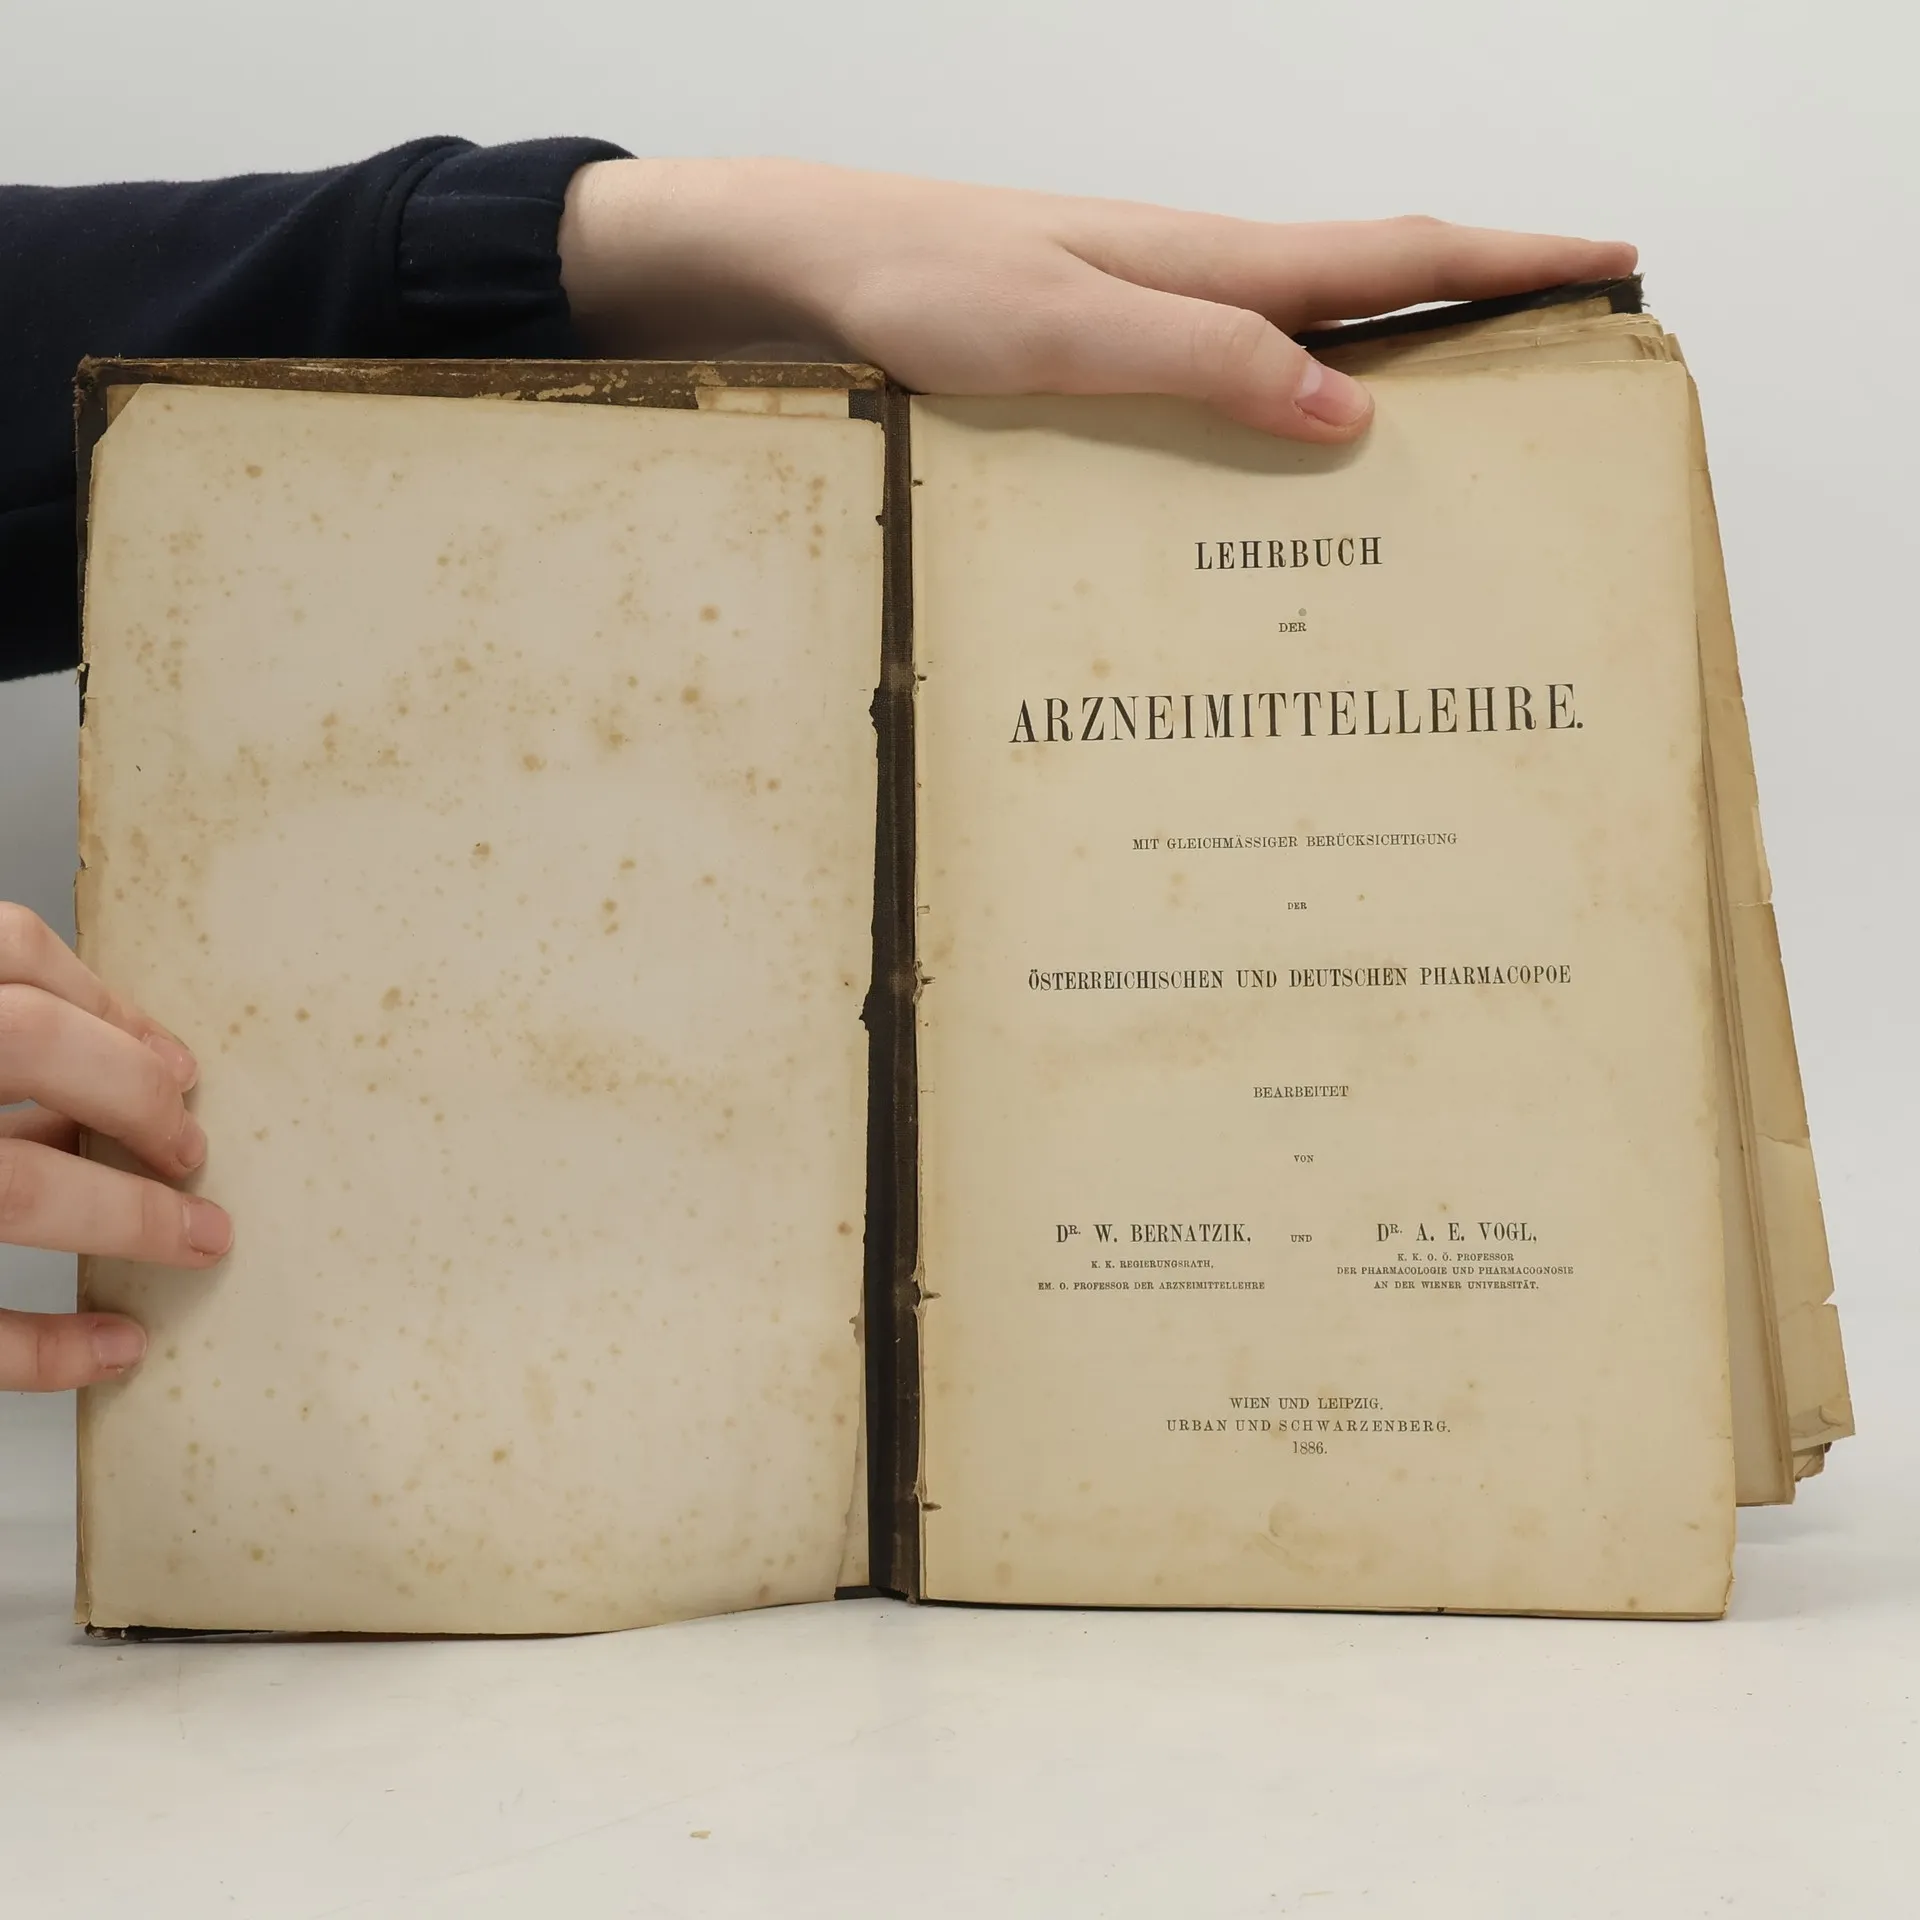 LEHRBUCH
DER
ARZNEIMITTELLEHRE.
MIT GLEICHMÄSSIGER BERÜCKSICHTIGUNG
DER
ÖSTERREICHISCHEN UND DEUTSCHEN PHARMACOPOE
BEARBEITET
VON
DR. W. BERNATZIK,
K. K. REGIERUNGSRATH,
EM. O. PROFESSOR DER ARZNEIMITTELLEHRE
UND
DR. A. E. VOGL,
K. K. O. Ö. PROFESSOR
DER PHARMACOLOGIE UND PHARMACOGNOSIE
AN DER WIENER UNIVERSITÄT.
WIEN UND LEIPZIG.
URBAN UND SCHWARZENBERG.
1886.